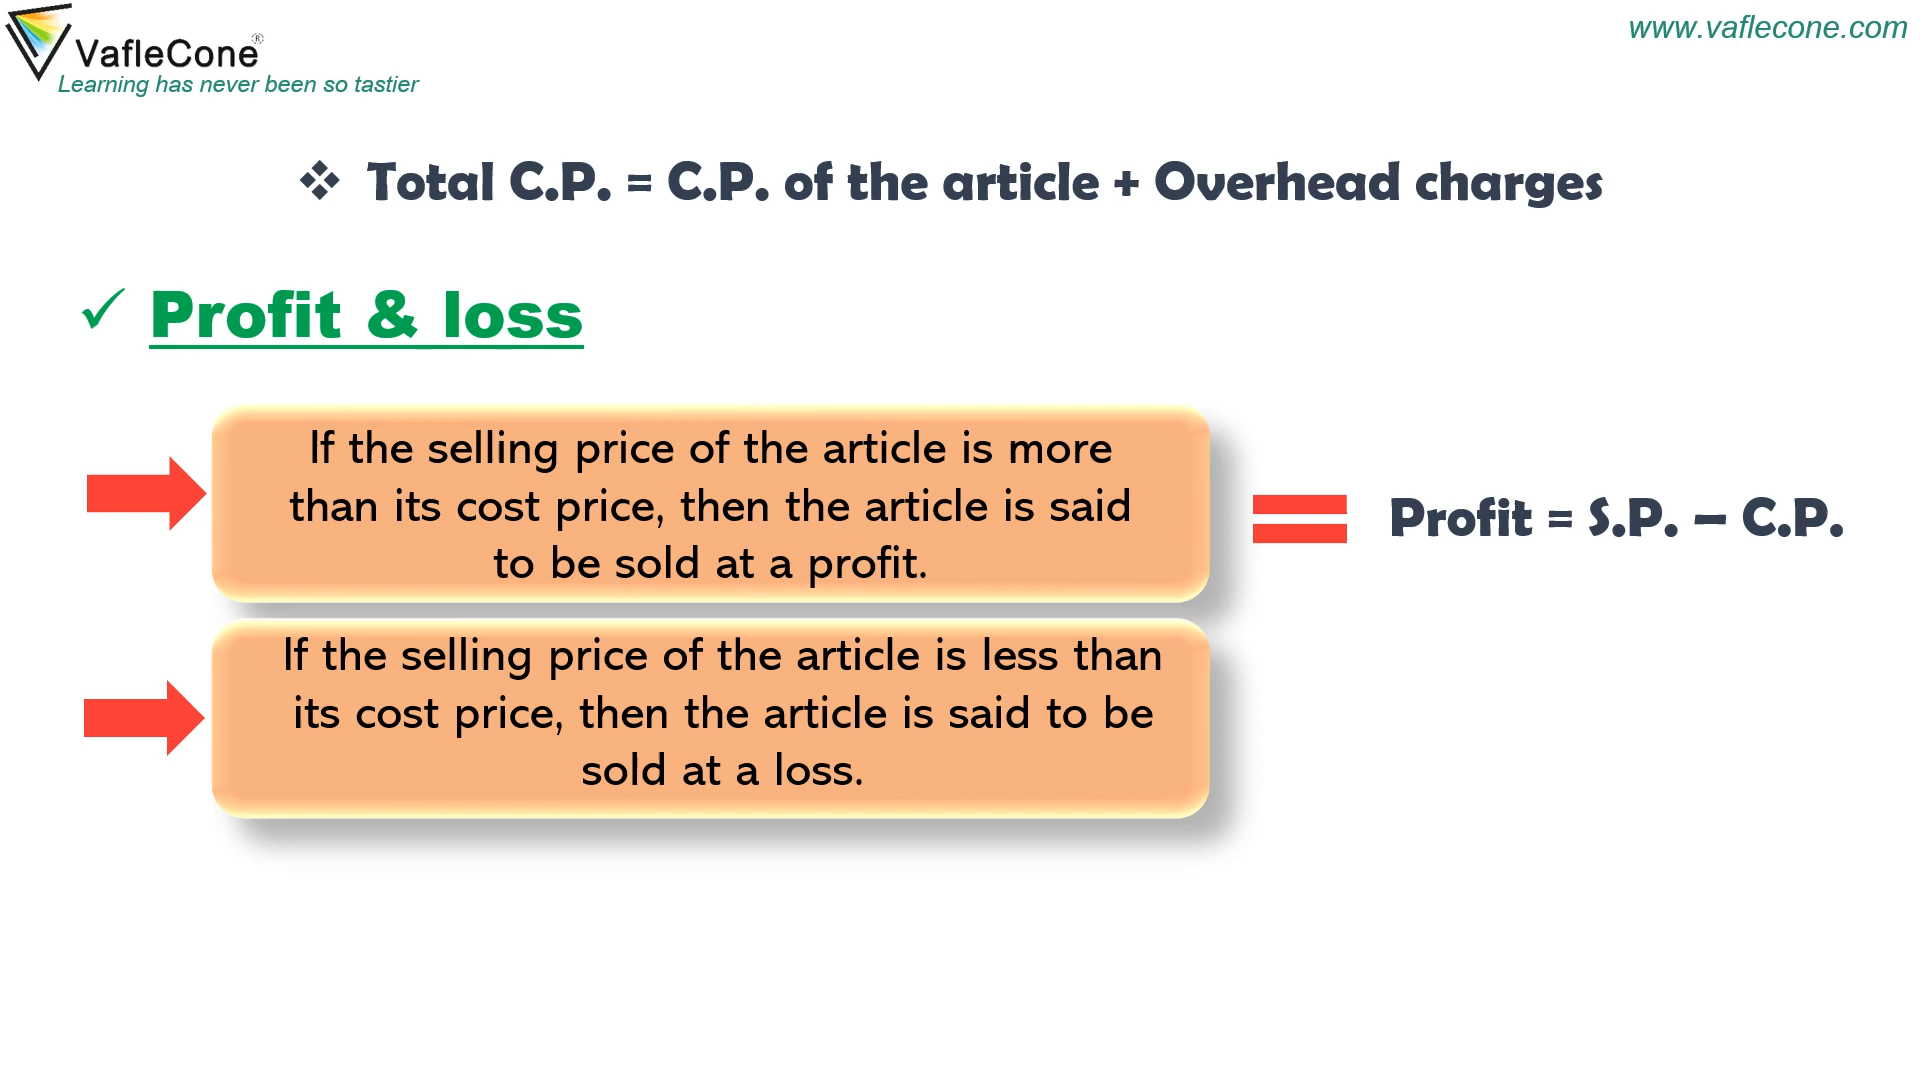 VafleCone®
Learning has never been so tastier
www.vaflecone.com
❖ Total C.P. = C.P. of the article + Overhead charges
✓ Profit & loss
If the selling price of the article is more
than its cost price, then the article is said
to be sold at a profit.
= Profit = S.P. – C.P.
If the selling price of the article is less than
its cost price, then the article is said to be
sold at a loss.